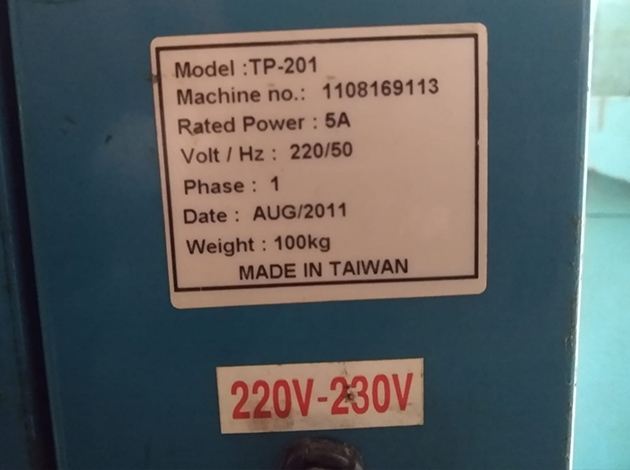 Model :TP-201
Machine no.: 1108169113
Rated Power : 5A
Volt / Hz : 220/50
Phase : 1
Date : AUG/2011
Weight : 100kg
MADE IN TAIWAN
220V-230V